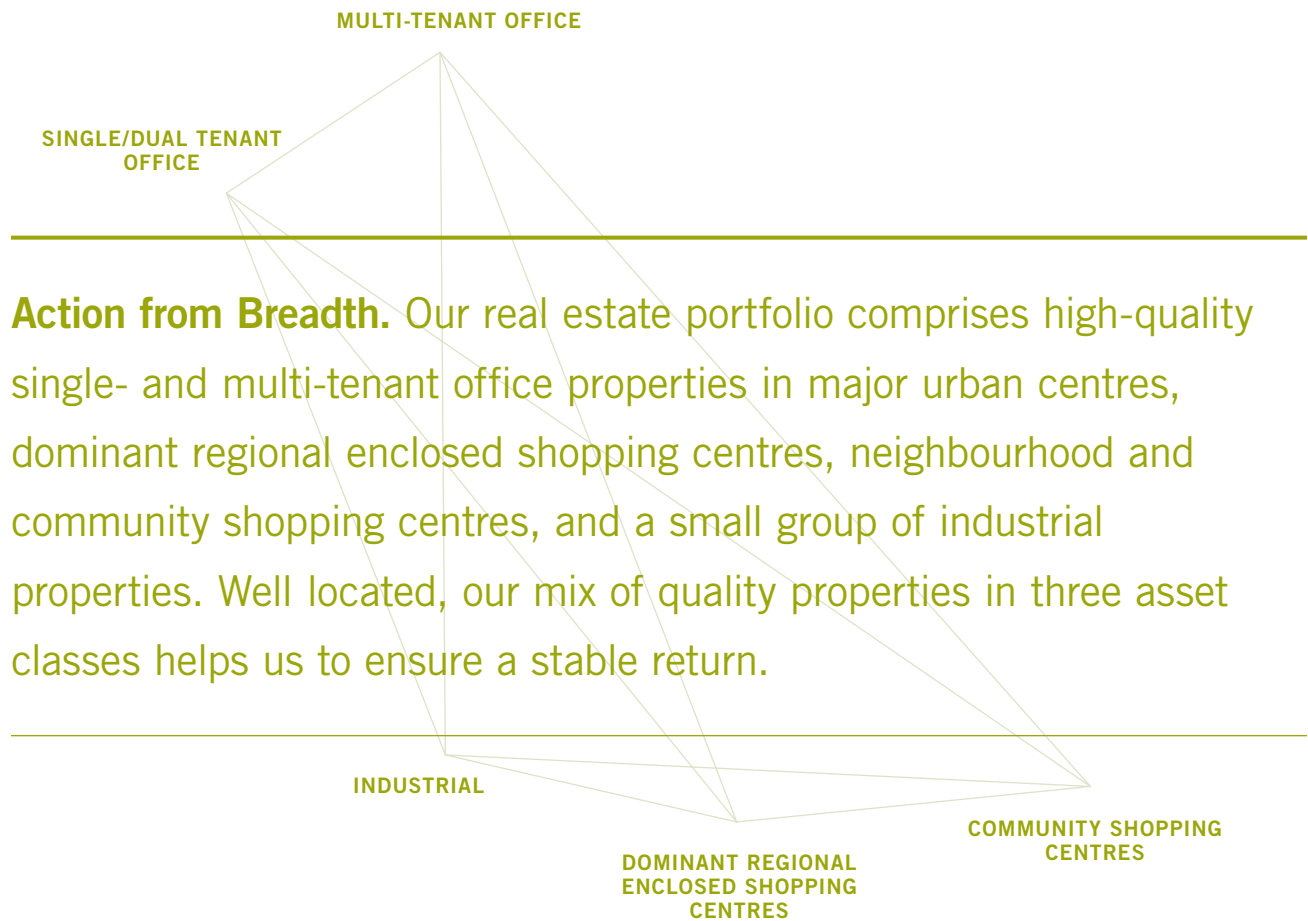 MULTI-TENANT OFFICE
SINGLE/DUAL TENANT
OFFICE
Action from Breadth. Our real estate portfolio comprises high-quality
single- and multi-tenant office properties in major urban centres,
dominant regional enclosed shopping centres, neighbourhood and
community shopping centres, and a small group of industrial
properties. Well located, our mix of quality properties in three asset
classes helps us to ensure a stable return.
INDUSTRIAL
DOMINANT REGIONAL
ENCLOSED SHOPPING
CENTRES
COMMUNITY SHOPPING
CENTRES